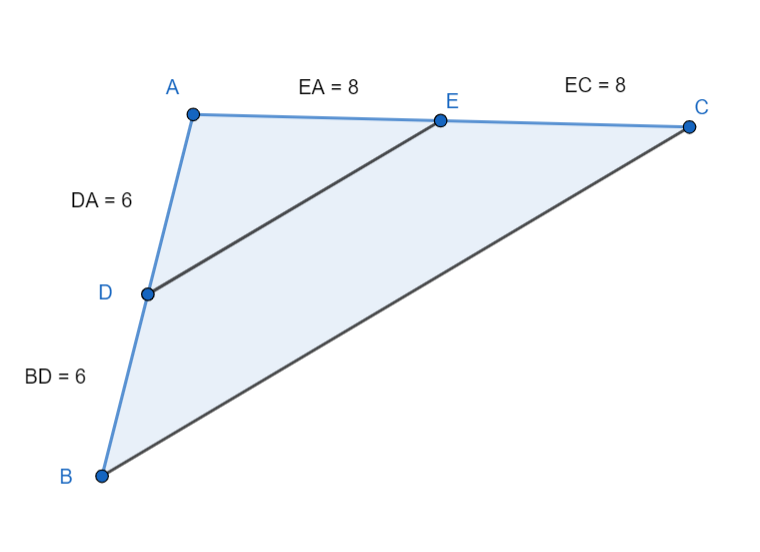 A
EA = 8
E
EC = 8
C
DA = 6
D
BD = 6
B